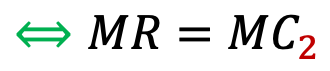 ⟺ MR = MC₂